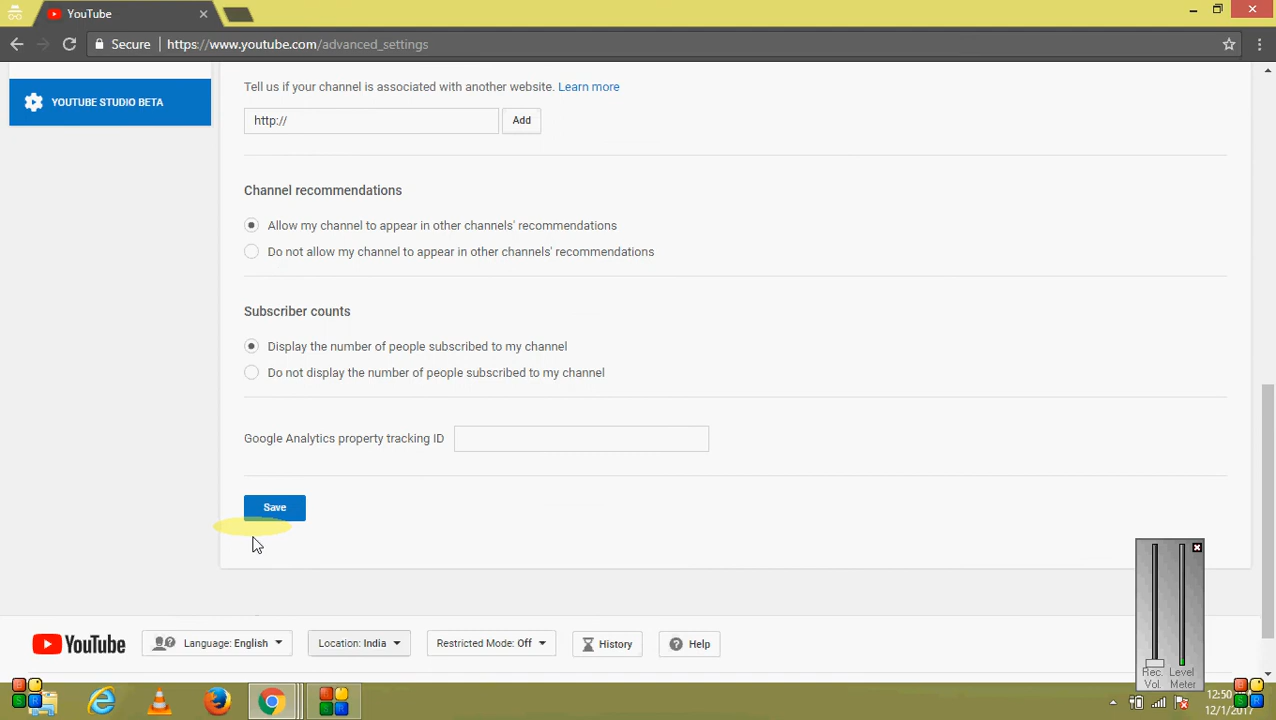 YouTube
Secure
https://www.youtube.com/advanced_settings
YOUTUBE STUDIO BETA
Tell us if your channel is associated with another website. Learn more
http://
Add
Channel recommendations
Allow my channel to appear in other channels' recommendations
Do not allow my channel to appear in other channels' recommendations
Subscriber counts
Display the number of people subscribed to my channel
Do not display the number of people subscribed to my channel
Google Analytics property tracking ID
Save
YouTube
Language: English
Location: India
Restricted Mode: Off
History
Help
Rec. Level
Vol. Meter
12:50
12/1/2017